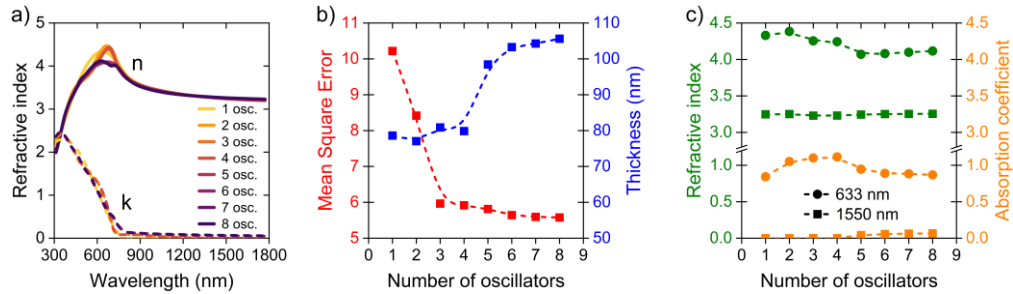 a)
5
4
3
2
1
0
300
600
900
1200
1500
1800
Refractive index
Wavelength (nm)
n
k
1 osc.
2 osc.
3 osc.
4 osc.
5 osc.
6 osc.
7 osc.
8 osc.
b)
11
10
9
8
7
6
5
0
1
2
3
4
5
6
7
8
9
110
100
90
80
70
60
50
Mean Square Error
Thickness (nm)
Number of oscillators
c)
4.5
4.0
3.5
3.0
1.0
0.5
0.0
0
1
2
3
4
5
6
7
8
9
4.5
4.0
3.5
3.0
1.0
0.5
0.0
Refractive index
Absorption coefficient
Number of oscillators
633 nm
1550 nm